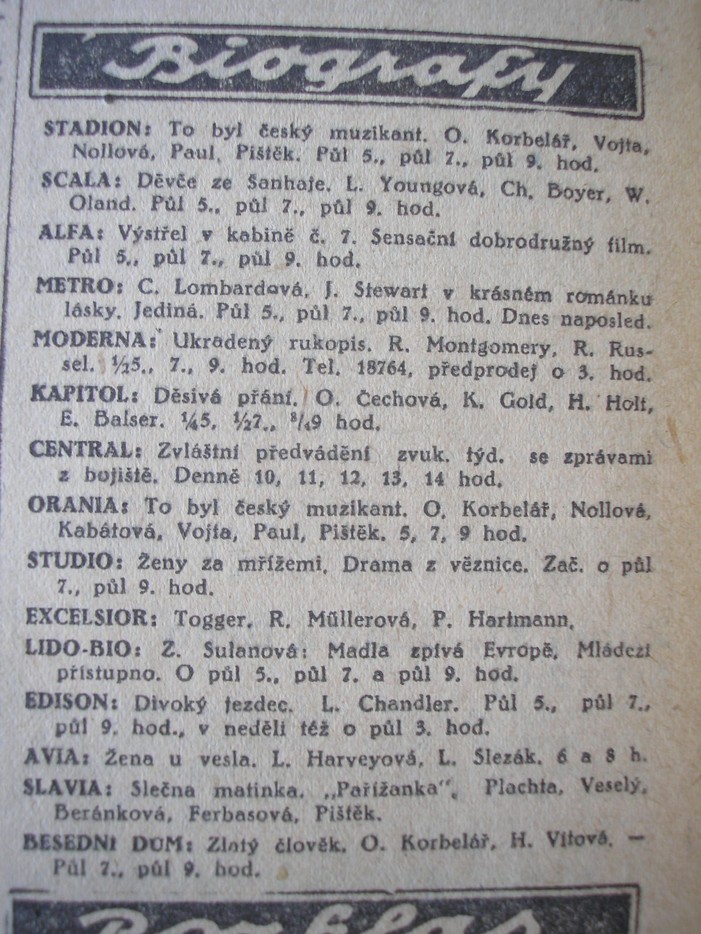 Biografy
STADION: To byl český muzikant. O. Korbelář, Vojta,
Nollová, Paul, Pištěk. Půl 5., půl 7., půl 9. hod.
SCALA: Děvče ze Šanhaje. L. Youngová, Ch. Boyer, W.
Oland. Půl 5., půl 7., půl 9. hod.
ALFA: Výstřel v kabině č. 7. Sensační dobrodružný film.
Půl 5., půl 7., půl 9. hod.
METRO: C. Lombardová, J. Stewart v krásném románku
lásky. Jediná. Půl 5., půl 7., půl 9. hod. Dnes naposled.
MODERNA: Ukradený rukopis. R. Montgomery, R. Rus-
sel. ½5., 7., 9. hod. Tel. 18764, předprodej o 3. hod.
KAPITOL: Děsivá přání. O. Čechová, K. Gold, H. Holt,
E. Balser. ¼5, ½7., ¾9 hod.
CENTRAL: Zvláštní předvádění zvuk. týd. se zprávami
z bojiště. Denně 10, 11, 12, 13, 14 hod.
ORANIA: To byl český muzikant. O. Korbelář, Nollová,
Kabátová, Vojta, Paul, Pištěk. 5, 7, 9 hod.
STUDIO: Ženy za mřížemi. Drama z věznice. Zač. o půl
7., půl 9. hod.
EXCELSIOR: Togger. R. Müllerová, P. Hartmann.
LIDO-BIO: Z. Sulanová: Madla zpívá Evropě. Mládeži
přístupno. O půl 5., půl 7. a půl 9. hod.
EDISON: Divoký jezdec. L. Chandler. Půl 5., půl 7.,
půl 9. hod., v neděli též o půl 3. hod.
AVIA: Žena u vesla. L. Harveyová, L. Slezák. 6 a 8 h.
SLAVIA: Slečna matinka. „Pařížanka“. Plachta, Veselý,
Beránková, Ferbasová, Pištěk.
BESEDNI DUM: Zlatý člověk. O. Korbelář, H. Vítová. —
Půl 7., půl 9. hod.
Rozhlas